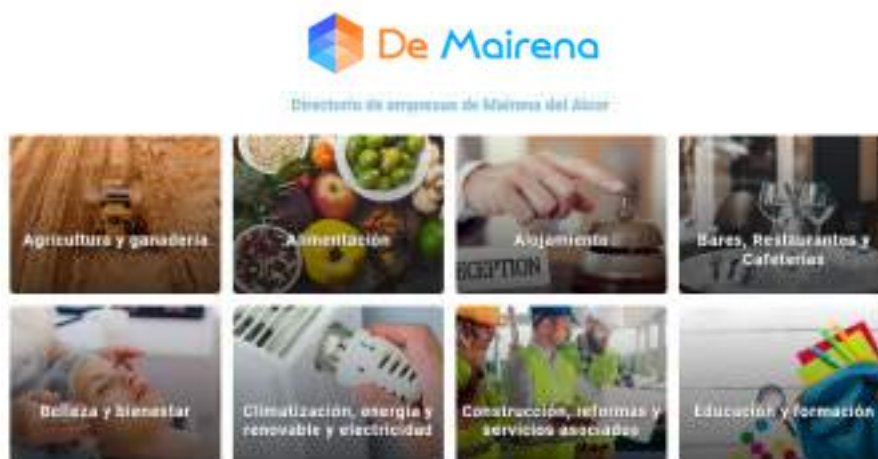 De Mairena
Directorio de empresas de Mairena del Alcor
Agricultura y ganadería
Alimentación
Alojamiento
Bares, Restaurantes y
Cafeterías
RECEPTION
Belleza y bienestar
Climatización, energía y
renovable y electricidad
Construcción, reformas y
servicios asociados
Educación y formación